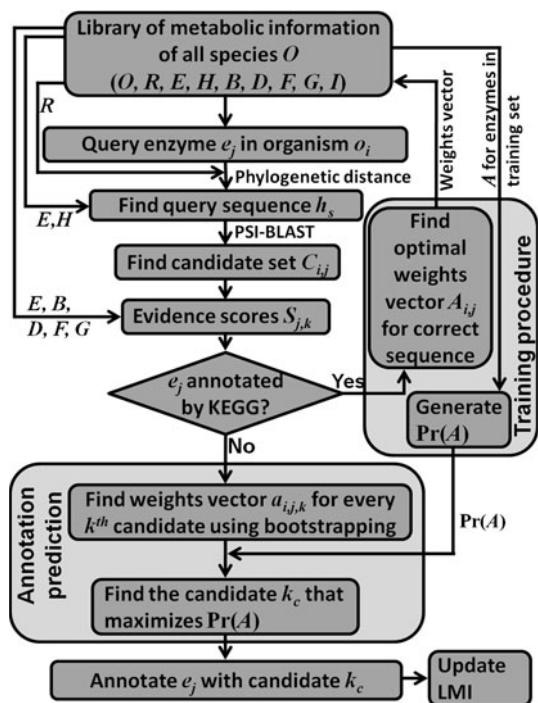 Library of metabolic information
of all species O
(O, R, E, H, B, D, F, G, I)
R
Query enzyme e_j in organism o_i
Phylogenetic distance
E,H
Find query sequence h_s
PSI-BLAST
Find candidate set C_{i,j}
E, B,
D, F, G
Evidence scores S_{j,k}
e_j annotated
by KEGG?
Yes
No
Weights vector
A for enzymes in
training set
Find
optimal
weights
vector A_{i,j}
for correct
sequence
Generate
Pr(A)
Training procedure
Pr(A)
Annotation
prediction
Find weights vector a_{i,j,k} for every
k^{th} candidate using bootstrapping
Find the candidate k_c that
maximizes Pr(A)
Annotate e_j with candidate k_c
Update
LMI